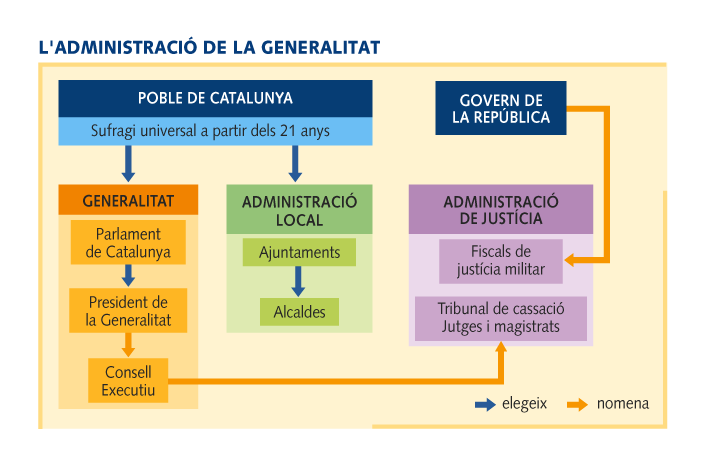 L'ADMINISTRACIÓ DE LA GENERALITAT
POBLE DE CATALUNYA
Sufragi universal a partir dels 21 anys
GOVERN DE
LA REPÚBLICA
GENERALITAT
Parlament
de Catalunya
President de
la Generalitat
Consell
Executiu
ADMINISTRACIÓ
LOCAL
Ajuntaments
Alcaldes
ADMINISTRACIÓ
DE JUSTÍCIA
Fiscals de
justícia militar
Tribunal de cassació
Jutges i magistrats
elegeix
nomena